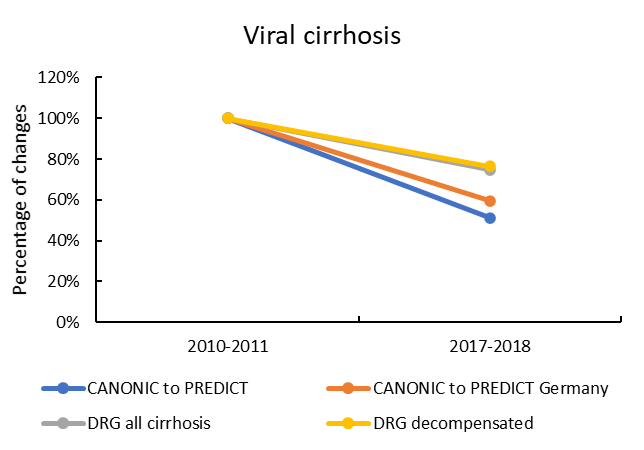 Viral cirrhosis
Percentage of changes
120%
100%
80%
60%
40%
20%
0%
2010-2011 2017-2018
CANONIC to PREDICT CANONIC to PREDICT Germany
DRG all cirrhosis DRG decompensated